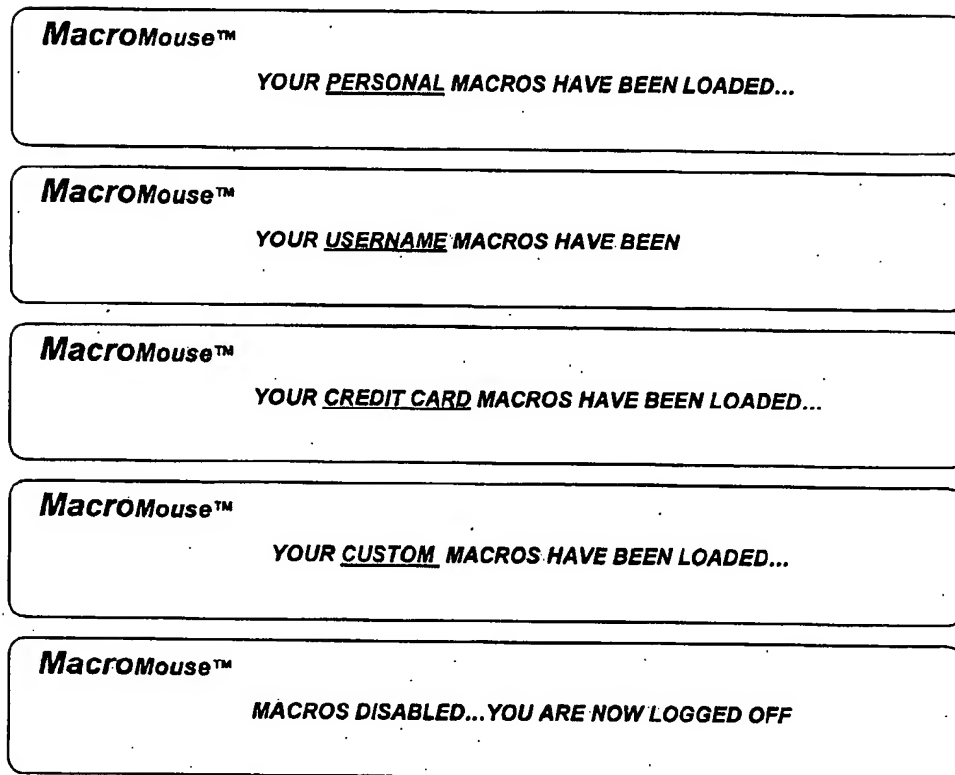 MacroMouse™
YOUR PERSONAL MACROS HAVE BEEN LOADED...
MacroMouse™
YOUR USERNAME MACROS HAVE BEEN
MacroMouse™
YOUR CREDIT CARD MACROS HAVE BEEN LOADED...
MacroMouse™
YOUR CUSTOM MACROS HAVE BEEN LOADED...
MacroMouse™
MACROS DISABLED...YOU ARE NOW LOGGED OFF